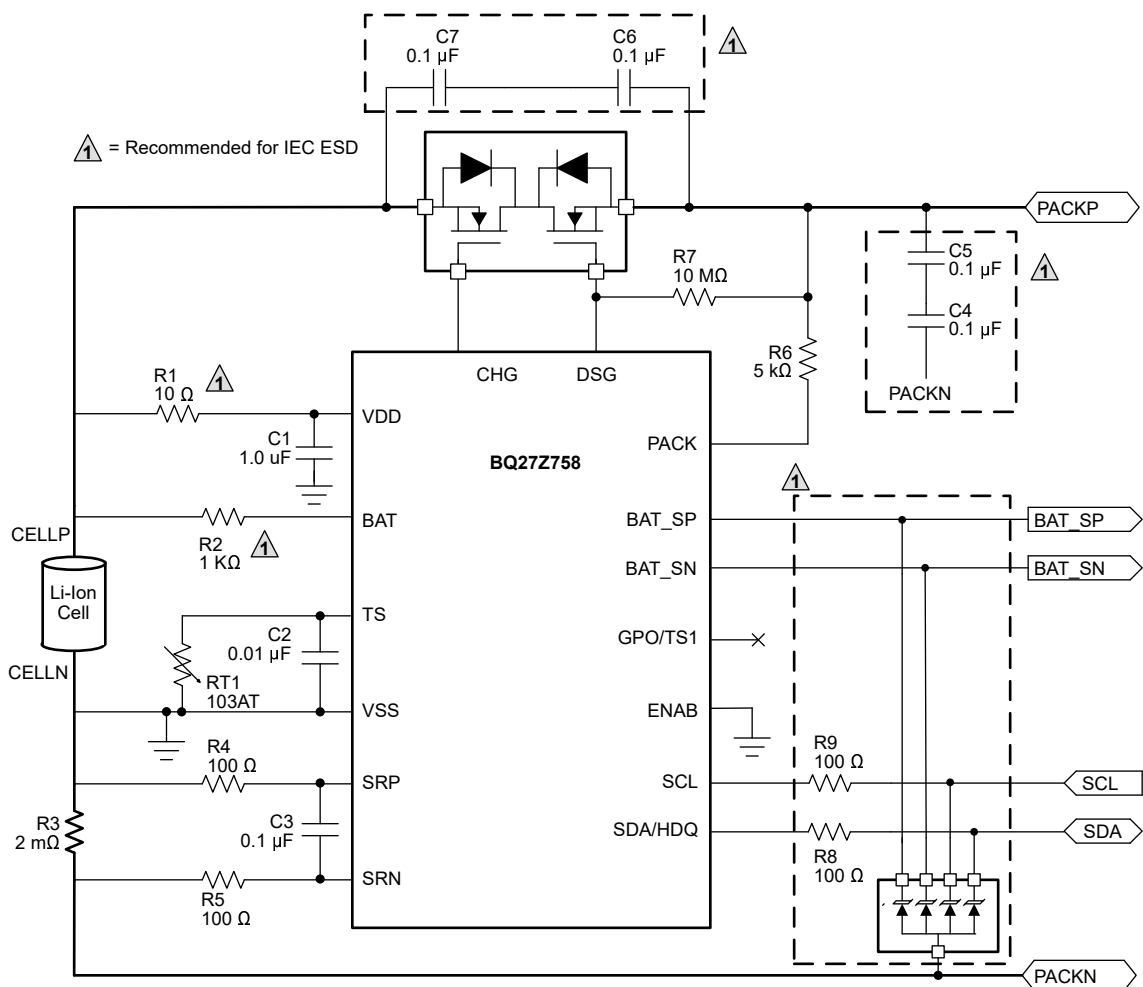 C7
0.1 µF
C6
0.1 µF
1
1 = Recommended for IEC ESD
PACKP
R7
10 MΩ
C5
0.1 µF
1
C4
0.1 µF
PACKN
R6
5 kΩ
CHG
DSG
R1
10 Ω
1
VDD
C1
1.0 uF
PACK
BQ27Z758
1
BAT
R2
1 KΩ
1
BAT_SP
BAT_SP
CELLP
Li-Ion
Cell
BAT_SN
BAT_SN
TS
C2
0.01 µF
GPO/TS1
CELLN
RT1
103AT
VSS
ENAB
R4
100 Ω
R9
100 Ω
SRP
SCL
SCL
R3
2 mΩ
C3
0.1 µF
SDA/HDQ
SDA
R8
100 Ω
SRN
R5
100 Ω
PACKN